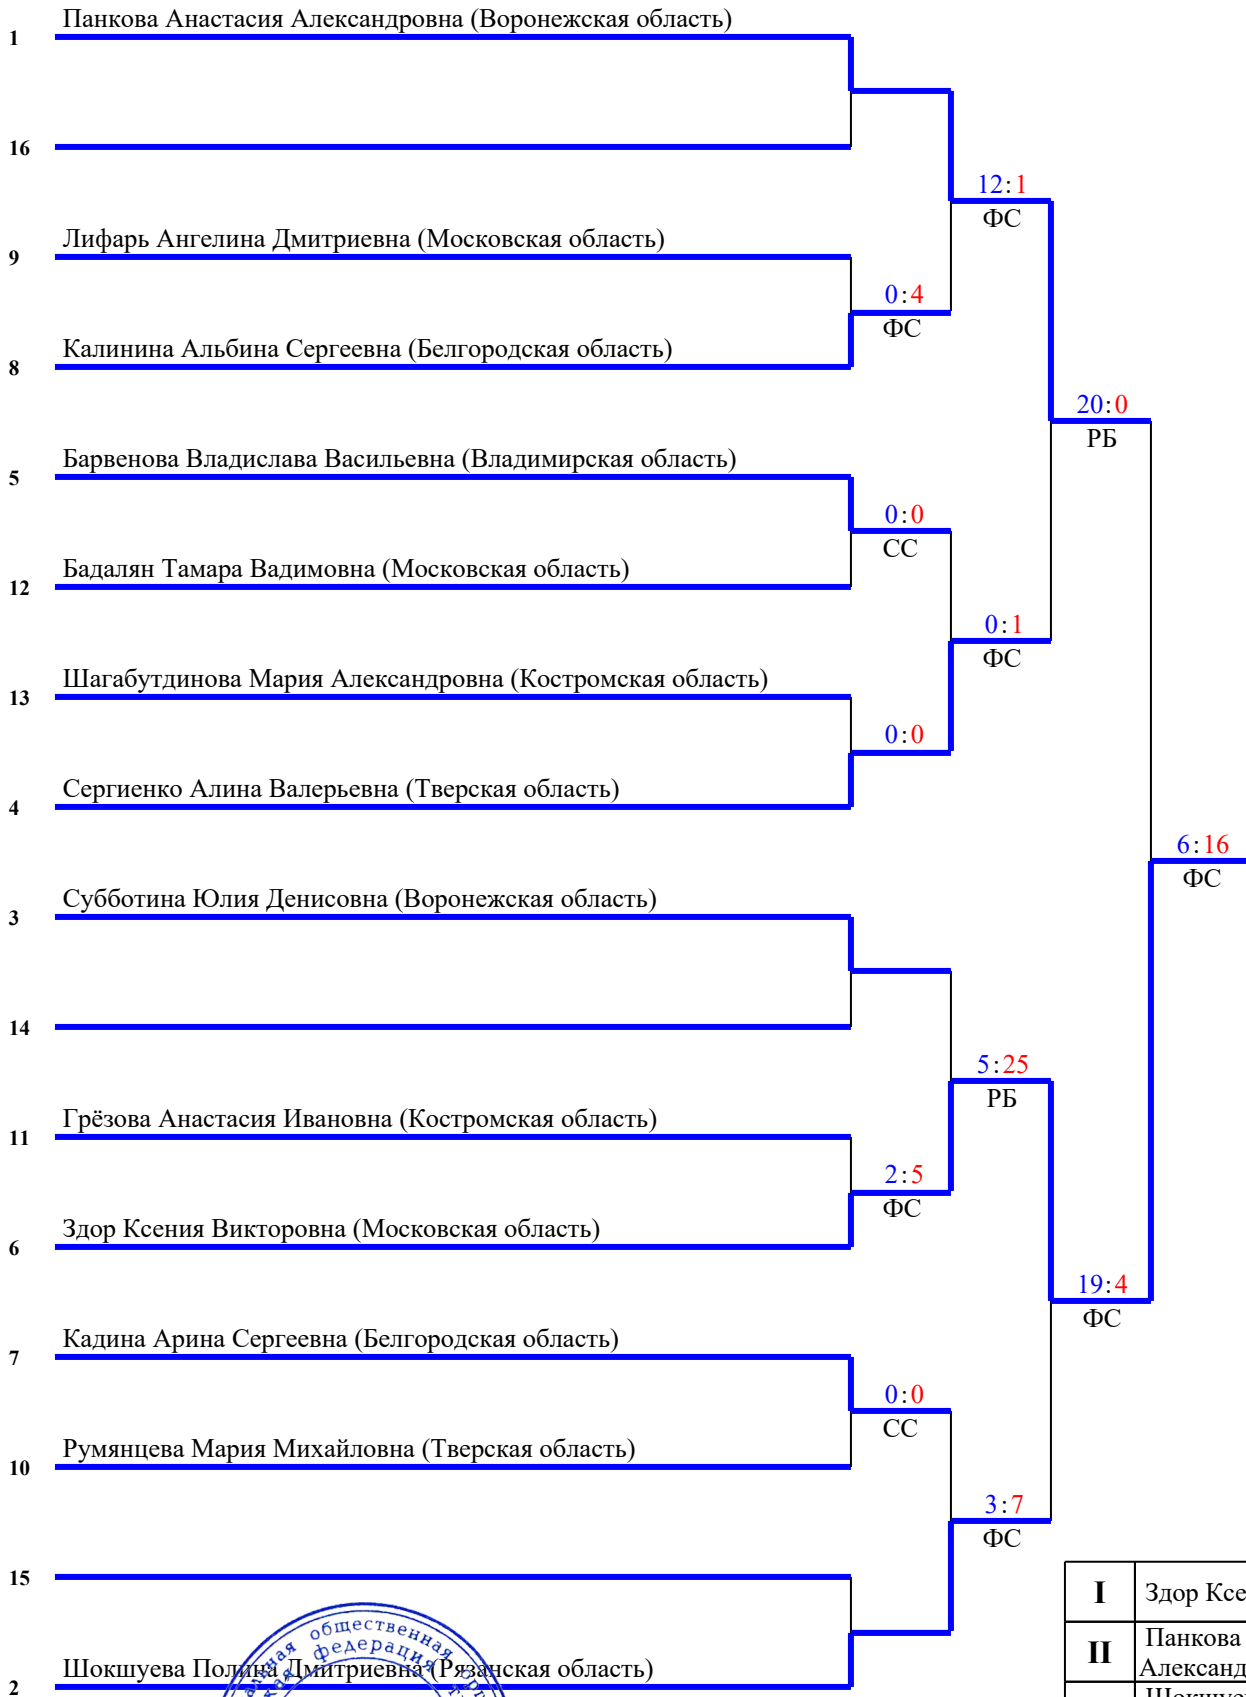 Панкова Анастасия Александровна (Воронежская область)
1
16
12:1
ФС
Лифарь Ангелина Дмитриевна (Московская область)
9
0:4
ФС
Калинина Альбина Сергеевна (Белгородская область)
8
20:0
РБ
Барвенова Владислава Васильевна (Владимирская область)
5
0:0
СС
Бадалян Тамара Вадимовна (Московская область)
12
0:1
ФС
Шагабутдинова Мария Александровна (Костромская область)
13
0:0
Сергиенко Алина Валерьевна (Тверская область)
4
6:16
ФС
Субботина Юлия Денисовна (Воронежская область)
3
14
5:25
РБ
Грёзова Анастасия Ивановна (Костромская область)
11
2:5
ФС
Здор Ксения Викторовна (Московская область)
6
19:4
ФС
Кадина Арина Сергеевна (Белгородская область)
7
0:0
СС
Румянцева Мария Михайловна (Тверская область)
10
3:7
ФС
15
I Здор Ксе
общественная
федерация
II Панкова
Александ
Шокшуева Полина Дмитриевна (Рязанская область)
2